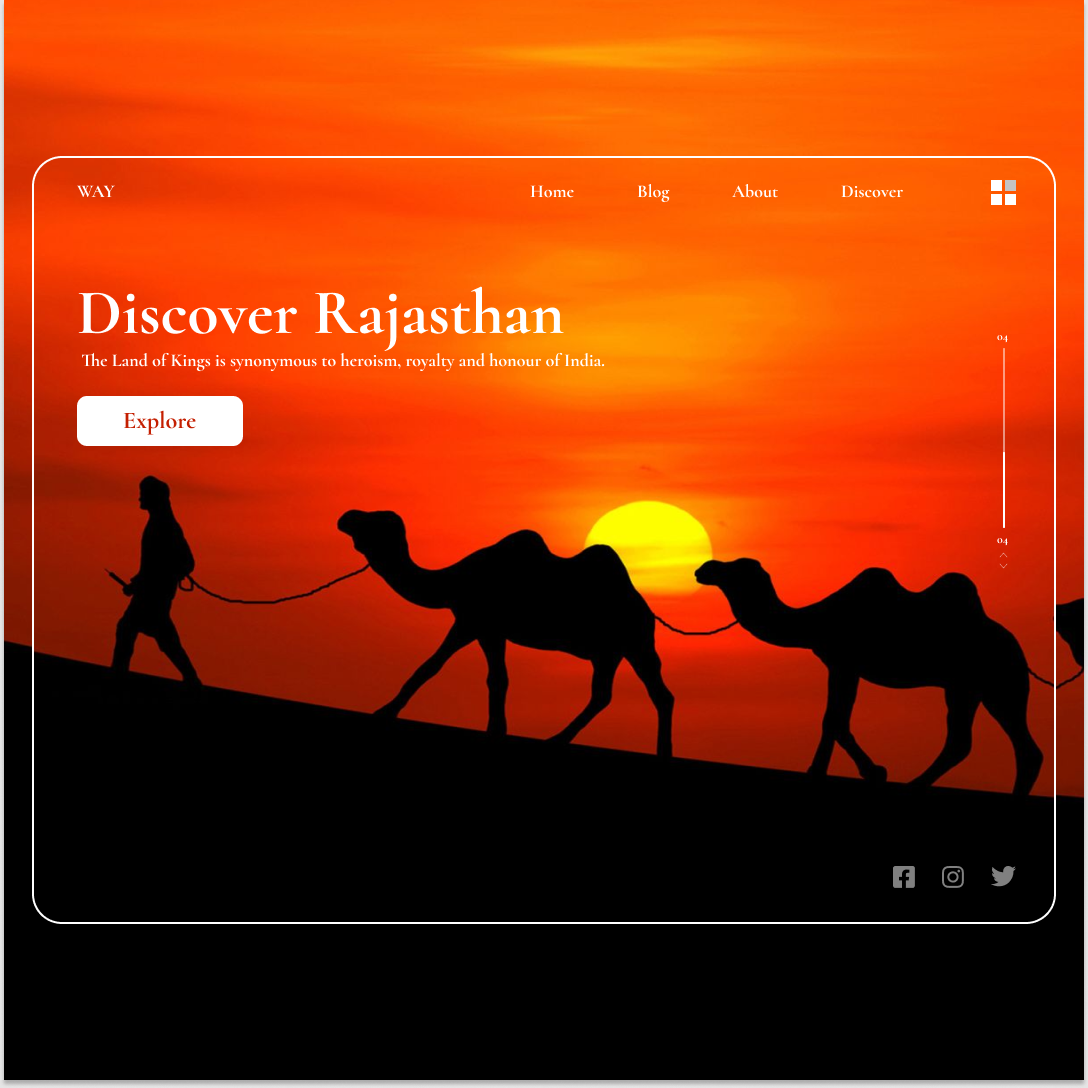 WAY
Home Blog About Discover
Discover Rajasthan
The Land of Kings is synonymous to heroism, royalty and honour of India.
Explore
04
04